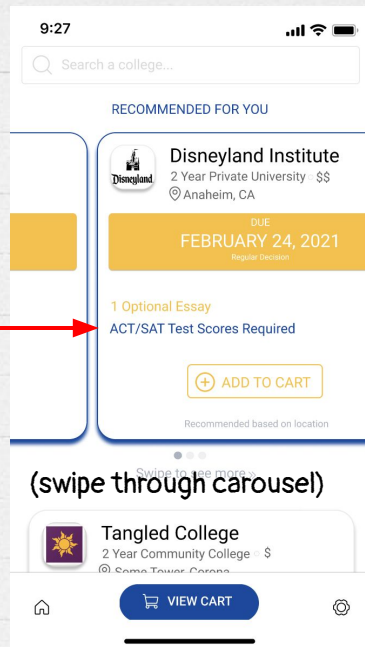 9:27
Search a college...
RECOMMENDED FOR YOU
Disneyland
Disneyland Institute
2 Year Private University $$
Anaheim, CA
DUE
FEBRUARY 24, 2021
Regular Decision
1 Optional Essay
ACT/SAT Test Scores Required
ADD TO CART
Recommended based on location
Swipe to see more »
(swipe through carousel)
Tangled College
2 Year Community College $
Some Tower, Corona
VIEW CART